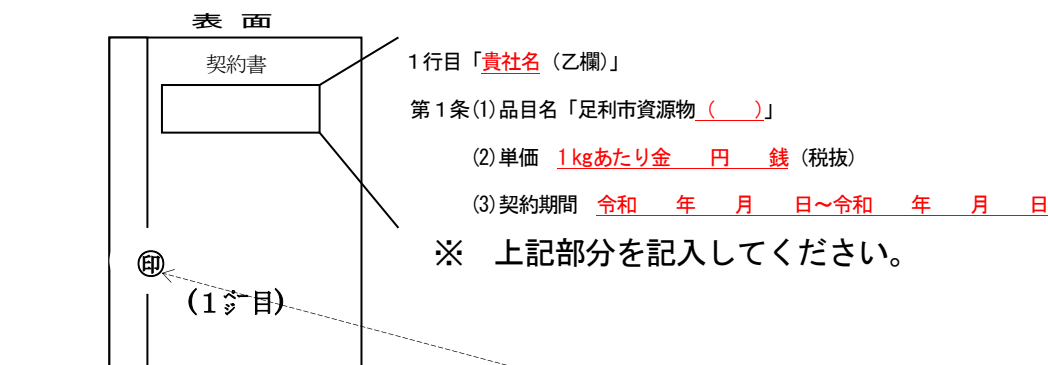 表 面
契約書
1行目「貴社名（乙欄）」
第1条(1)品目名「足利市資源物（　　）」
(2)単価　1kgあたり金　　円　　銭（税抜）
(3)契約期間　令和　　年　　月　　日～令和　　年　　月　　日
※　上記部分を記入してください。
㊞
(1㌻目)